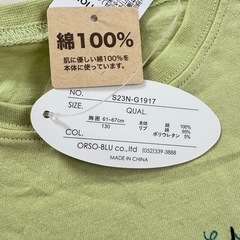 綿100%
肌に優しい綿100%を
本体に使っています。
NO. S23N-G1917
SIZE. QUAL.
胸囲 61~67cm 本体 綿 100%
130 リブ 綿 95%
COL. ポリウレタン 5%
ORSO-BLU co.,ltd (052)339-3888
MADE IN CHINA